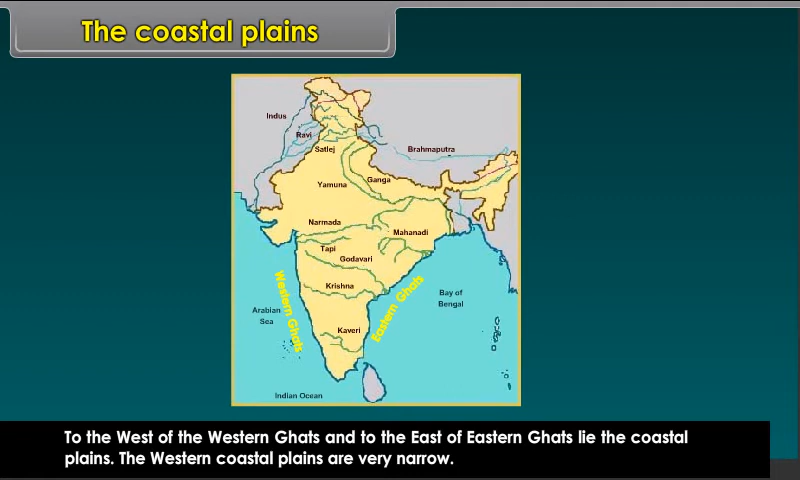 The coastal plains
Indus
Ravi
Satlej
Brahmaputra
Yamuna
Ganga
Narmada
Mahanadi
Tapi
Godavari
Krishna
Western Ghats
Eastern Ghats
Bay of
Bengal
Arabian
Sea
Kaveri
Indian Ocean
To the West of the Western Ghats and to the East of Eastern Ghats lie the coastal
plains. The Western coastal plains are very narrow.